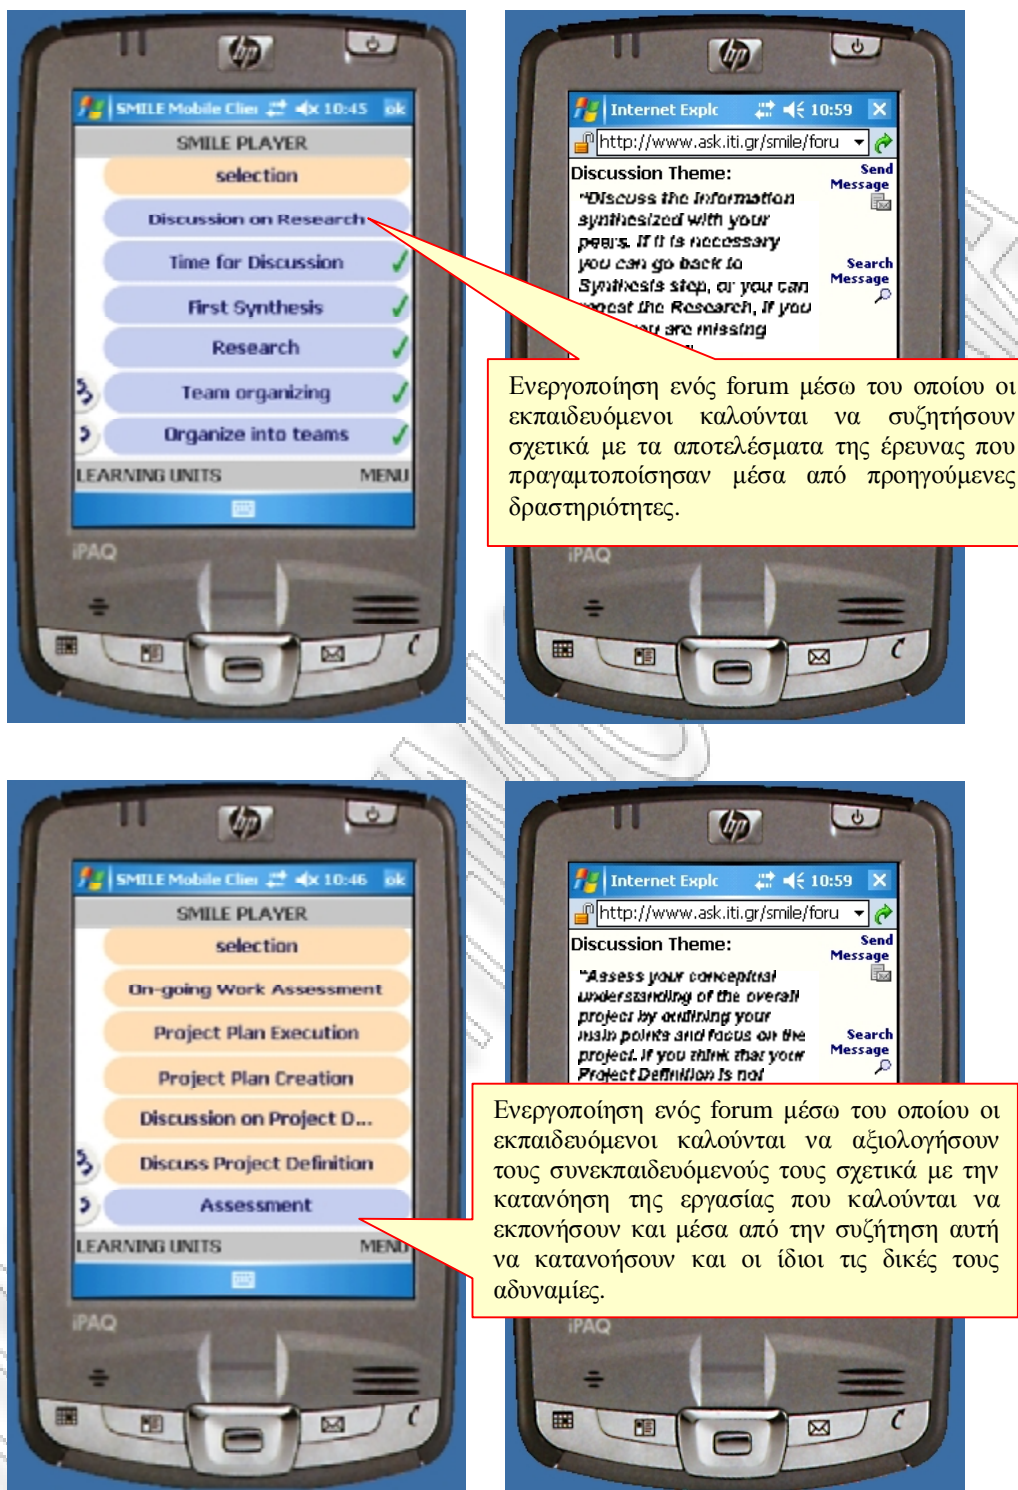 hp
SMILE Mobile Clier 10:45 ok
SMILE PLAYER
selection
Discussion on Research
Time for Discussion
First Synthesis
Research
Team organizing
Organize into teams
LEARNING UNITS MENU
iPAQ
hp
Internet Explc 10:59
http://www.ask.iti.gr/smile/foru
Discussion Theme:
Send
Message
Search
Message
"Discuss the information
synthesized with your
peers. If it is necessary
you can go back to
Synthesis step, or you can
repeat the Research, if you
you are missing
Ενεργοποίηση ενός forum μέσω του οποίου οι
εκπαιδευόμενοι καλούνται να συζητήσουν
σχετικά με τα αποτελέσματα της έρευνας που
πραγαμτοποίσησαν μέσα από προηγούμενες
δραστηριότητες.
iPAQ
hp
SMILE Mobile Clier 10:46 ok
SMILE PLAYER
selection
On-going Work Assessment
Project Plan Execution
Project Plan Creation
Discussion on Project D...
Discuss Project Definition
Assessment
LEARNING UNITS MENU
iPAQ
hp
Internet Explc 10:59
http://www.ask.iti.gr/smile/foru
Discussion Theme:
Send
Message
Search
Message
"Assess your conceptual
understanding of the overall
project by outlining your
main points and focus on the
project. If you think that your
Project Definition is not
Ενεργοποίηση ενός forum μέσω του οποίου οι
εκπαιδευόμενοι καλούνται να αξιολογήσουν
τους συνεκπαιδευόμενούς τους σχετικά με την
κατανόηση της εργασίας που καλούνται να
εκπονήσουν και μέσα από την συζήτηση αυτή
να κατανοήσουν και οι ίδιοι τις δικές τους
αδυναμίες.
iPAQ